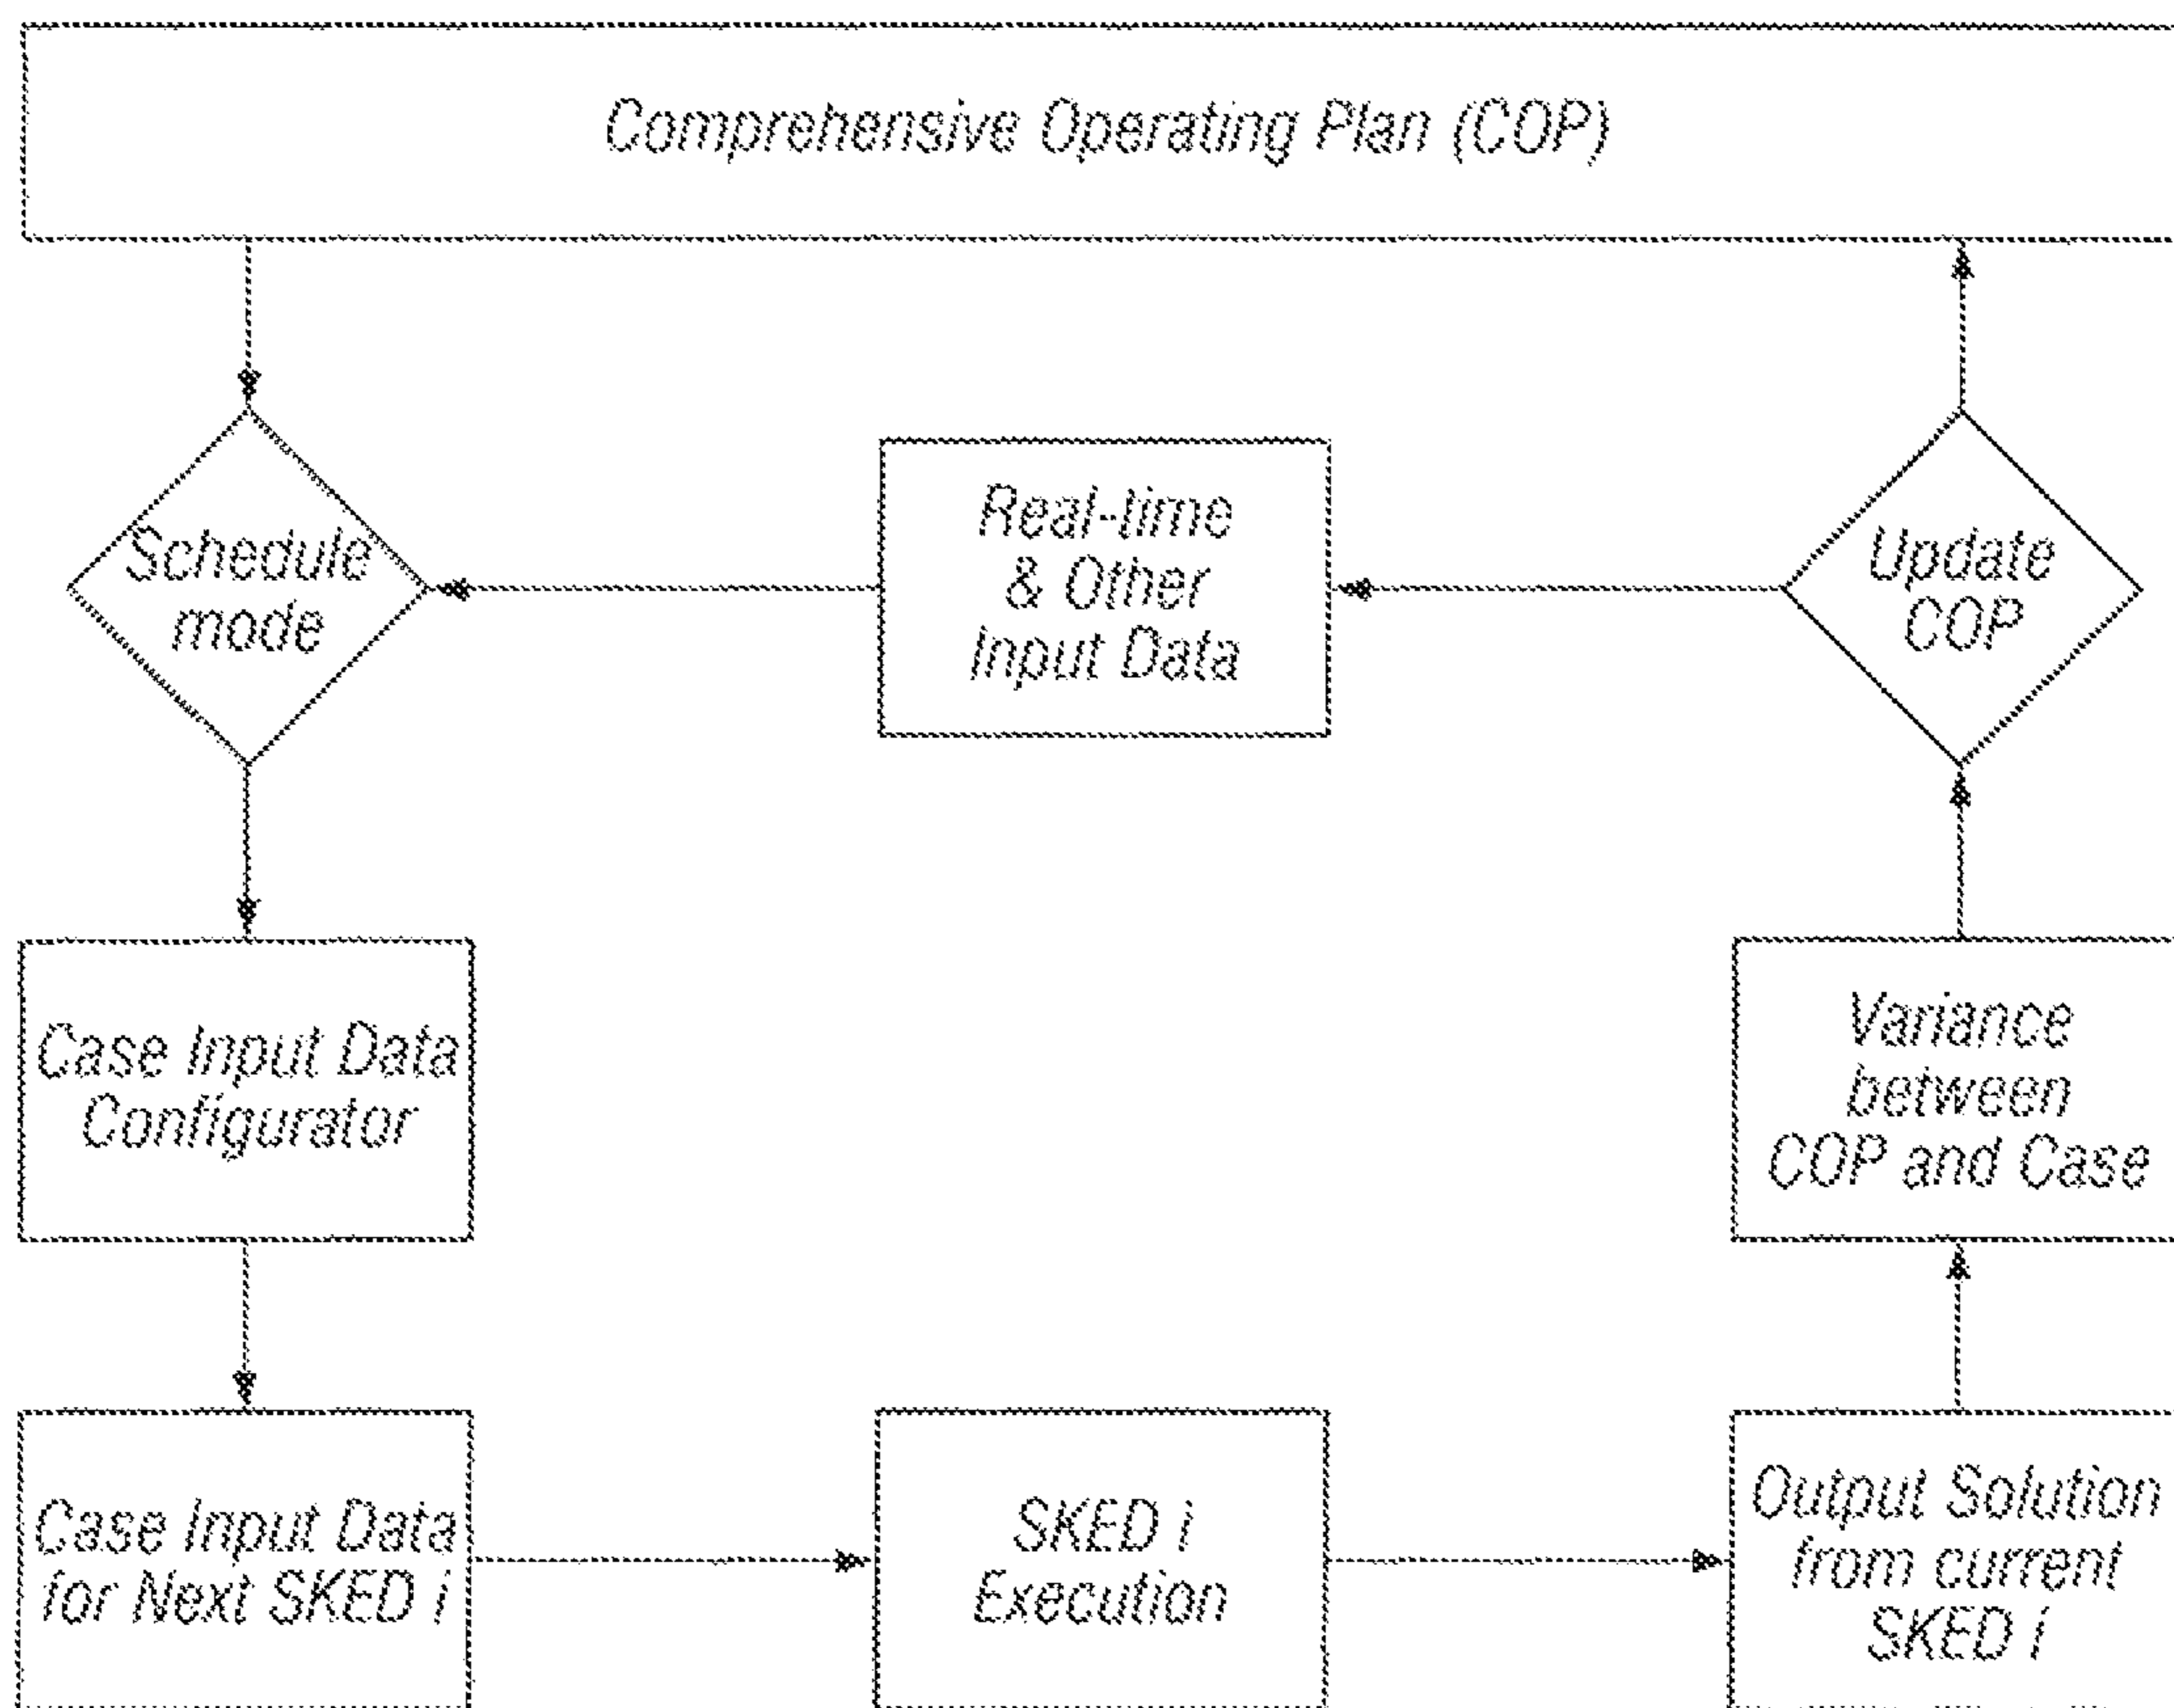 Comprehensive Operating Plan (COP)
Schedule
mode
Real-time
& Other
Input Data
Update
COP
Case Input Data
Configurator
Variance
between
COP and Case
Case Input Data
for Next SKED i
SKED i
Execution
Output Solution
from current
SKED i